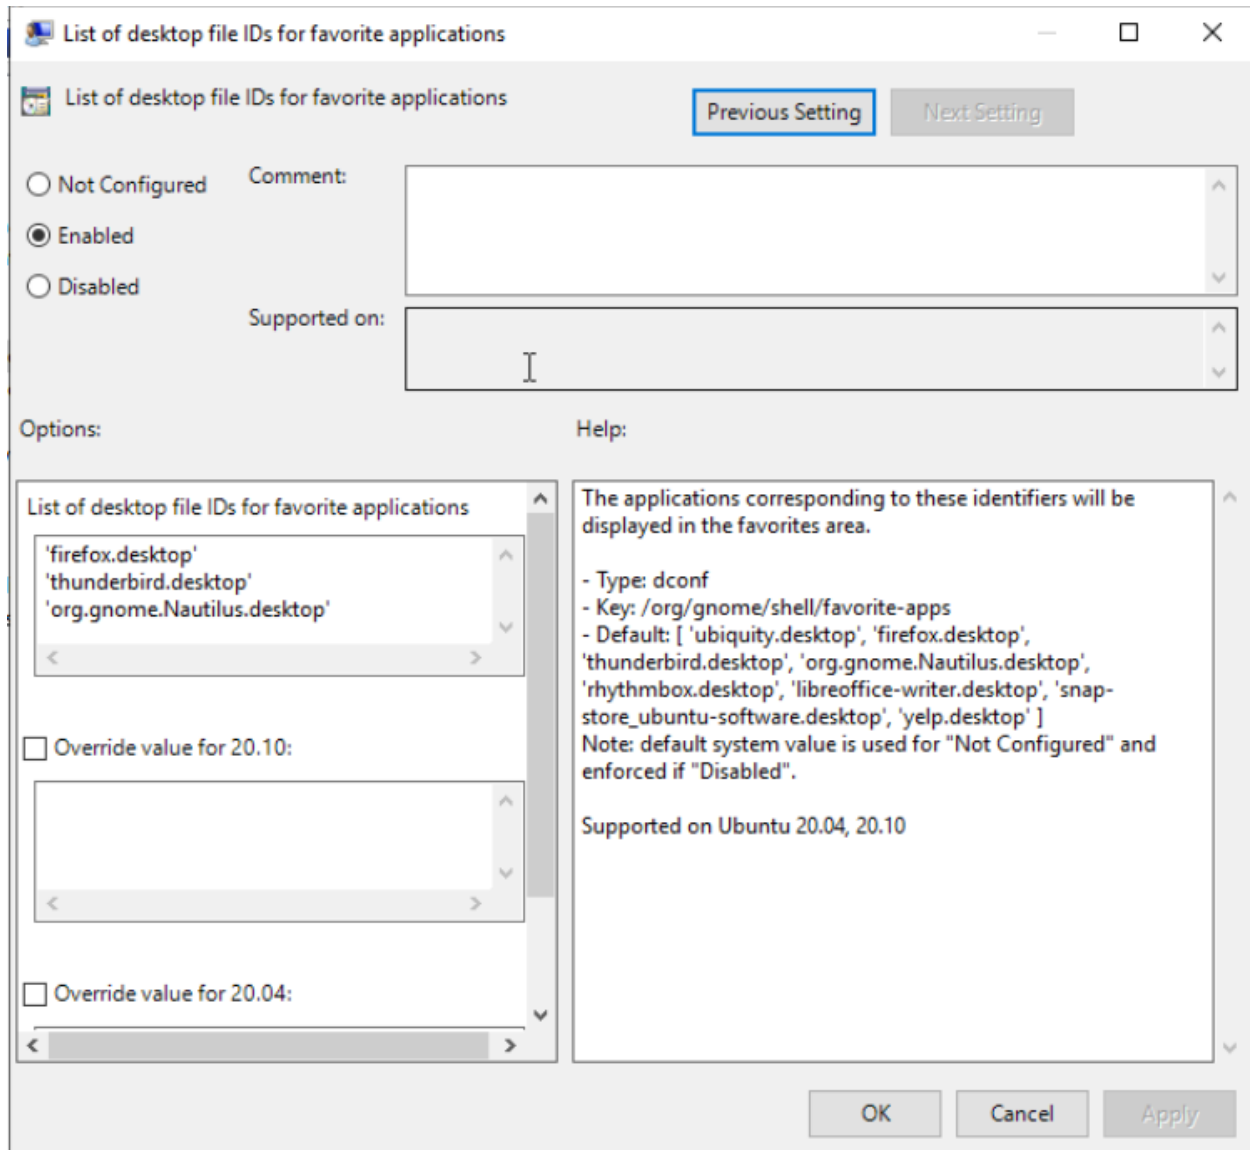 List of desktop file IDs for favorite applications
List of desktop file IDs for favorite applications
Previous Setting
Next Setting
Not Configured
Comment:
Enabled
Disabled
Supported on:
Options:
Help:
List of desktop file IDs for favorite applications
'firefox.desktop'
'thunderbird.desktop'
'org.gnome.Nautilus.desktop'
Override value for 20.10:
Override value for 20.04:
The applications corresponding to these identifiers will be
displayed in the favorites area.
- Type: dconf
- Key: /org/gnome/shell/favorite-apps
- Default: [ 'ubiquity.desktop', 'firefox.desktop',
'thunderbird.desktop', 'org.gnome.Nautilus.desktop',
'rhythmbox.desktop', 'libreoffice-writer.desktop', 'snap-
store_ubuntu-software.desktop', 'yelp.desktop' ]
Note: default system value is used for "Not Configured" and
enforced if "Disabled".
Supported on Ubuntu 20.04, 20.10
OK
Cancel
Apply